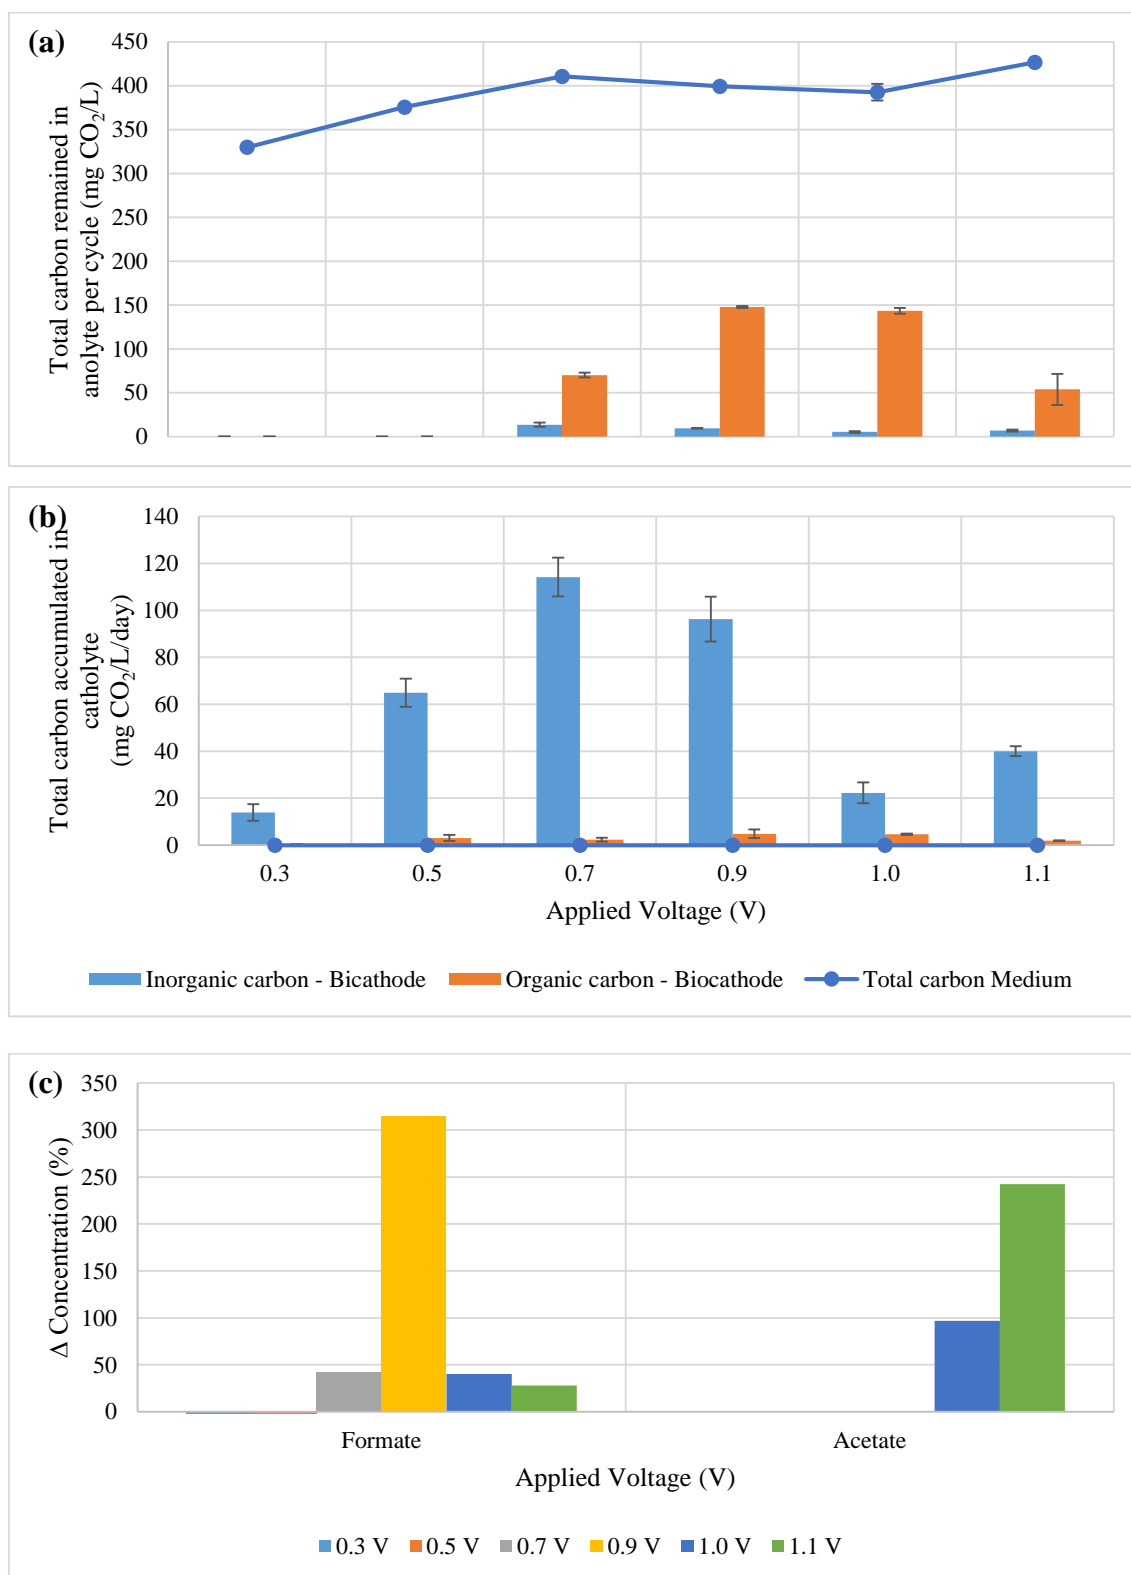 (a)
Total carbon remained in
anolyte per cycle (mg CO₂/L)
450
400
350
300
250
200
150
100
50
0
(b)
Total carbon accumulated in
catholyte
(mg CO₂/L/day)
140
120
100
80
60
40
20
0
0.3 0.5 0.7 0.9 1.0 1.1
Applied Voltage (V)
Inorganic carbon - Bicathode Organic carbon - Biocathode Total carbon Medium
(c)
Δ Concentration (%)
350
300
250
200
150
100
50
0
Formate Acetate
Applied Voltage (V)
0.3 V 0.5 V 0.7 V 0.9 V 1.0 V 1.1 V